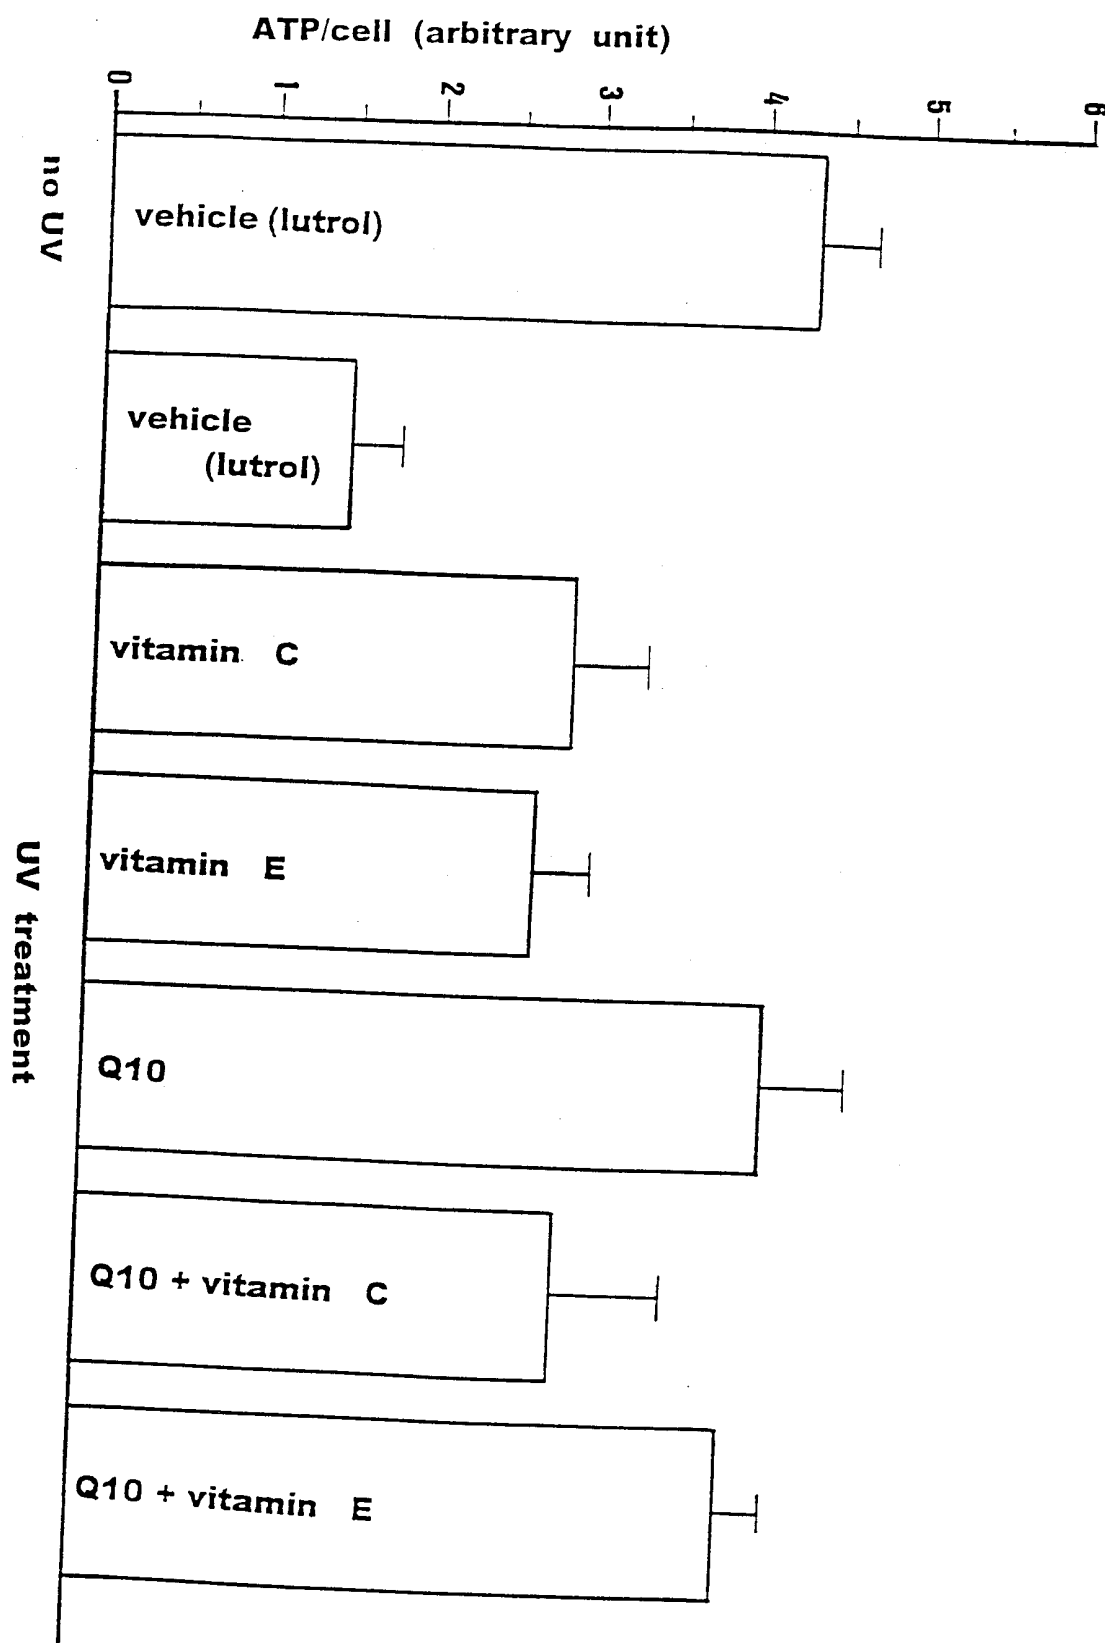 ATP/cell (arbitrary unit)
0 1 2 3 4 5 6
no UV
vehicle (lutrol)
vehicle
(lutrol)
vitamin C
vitamin E
Q10
Q10 + vitamin C
Q10 + vitamin E
UV treatment